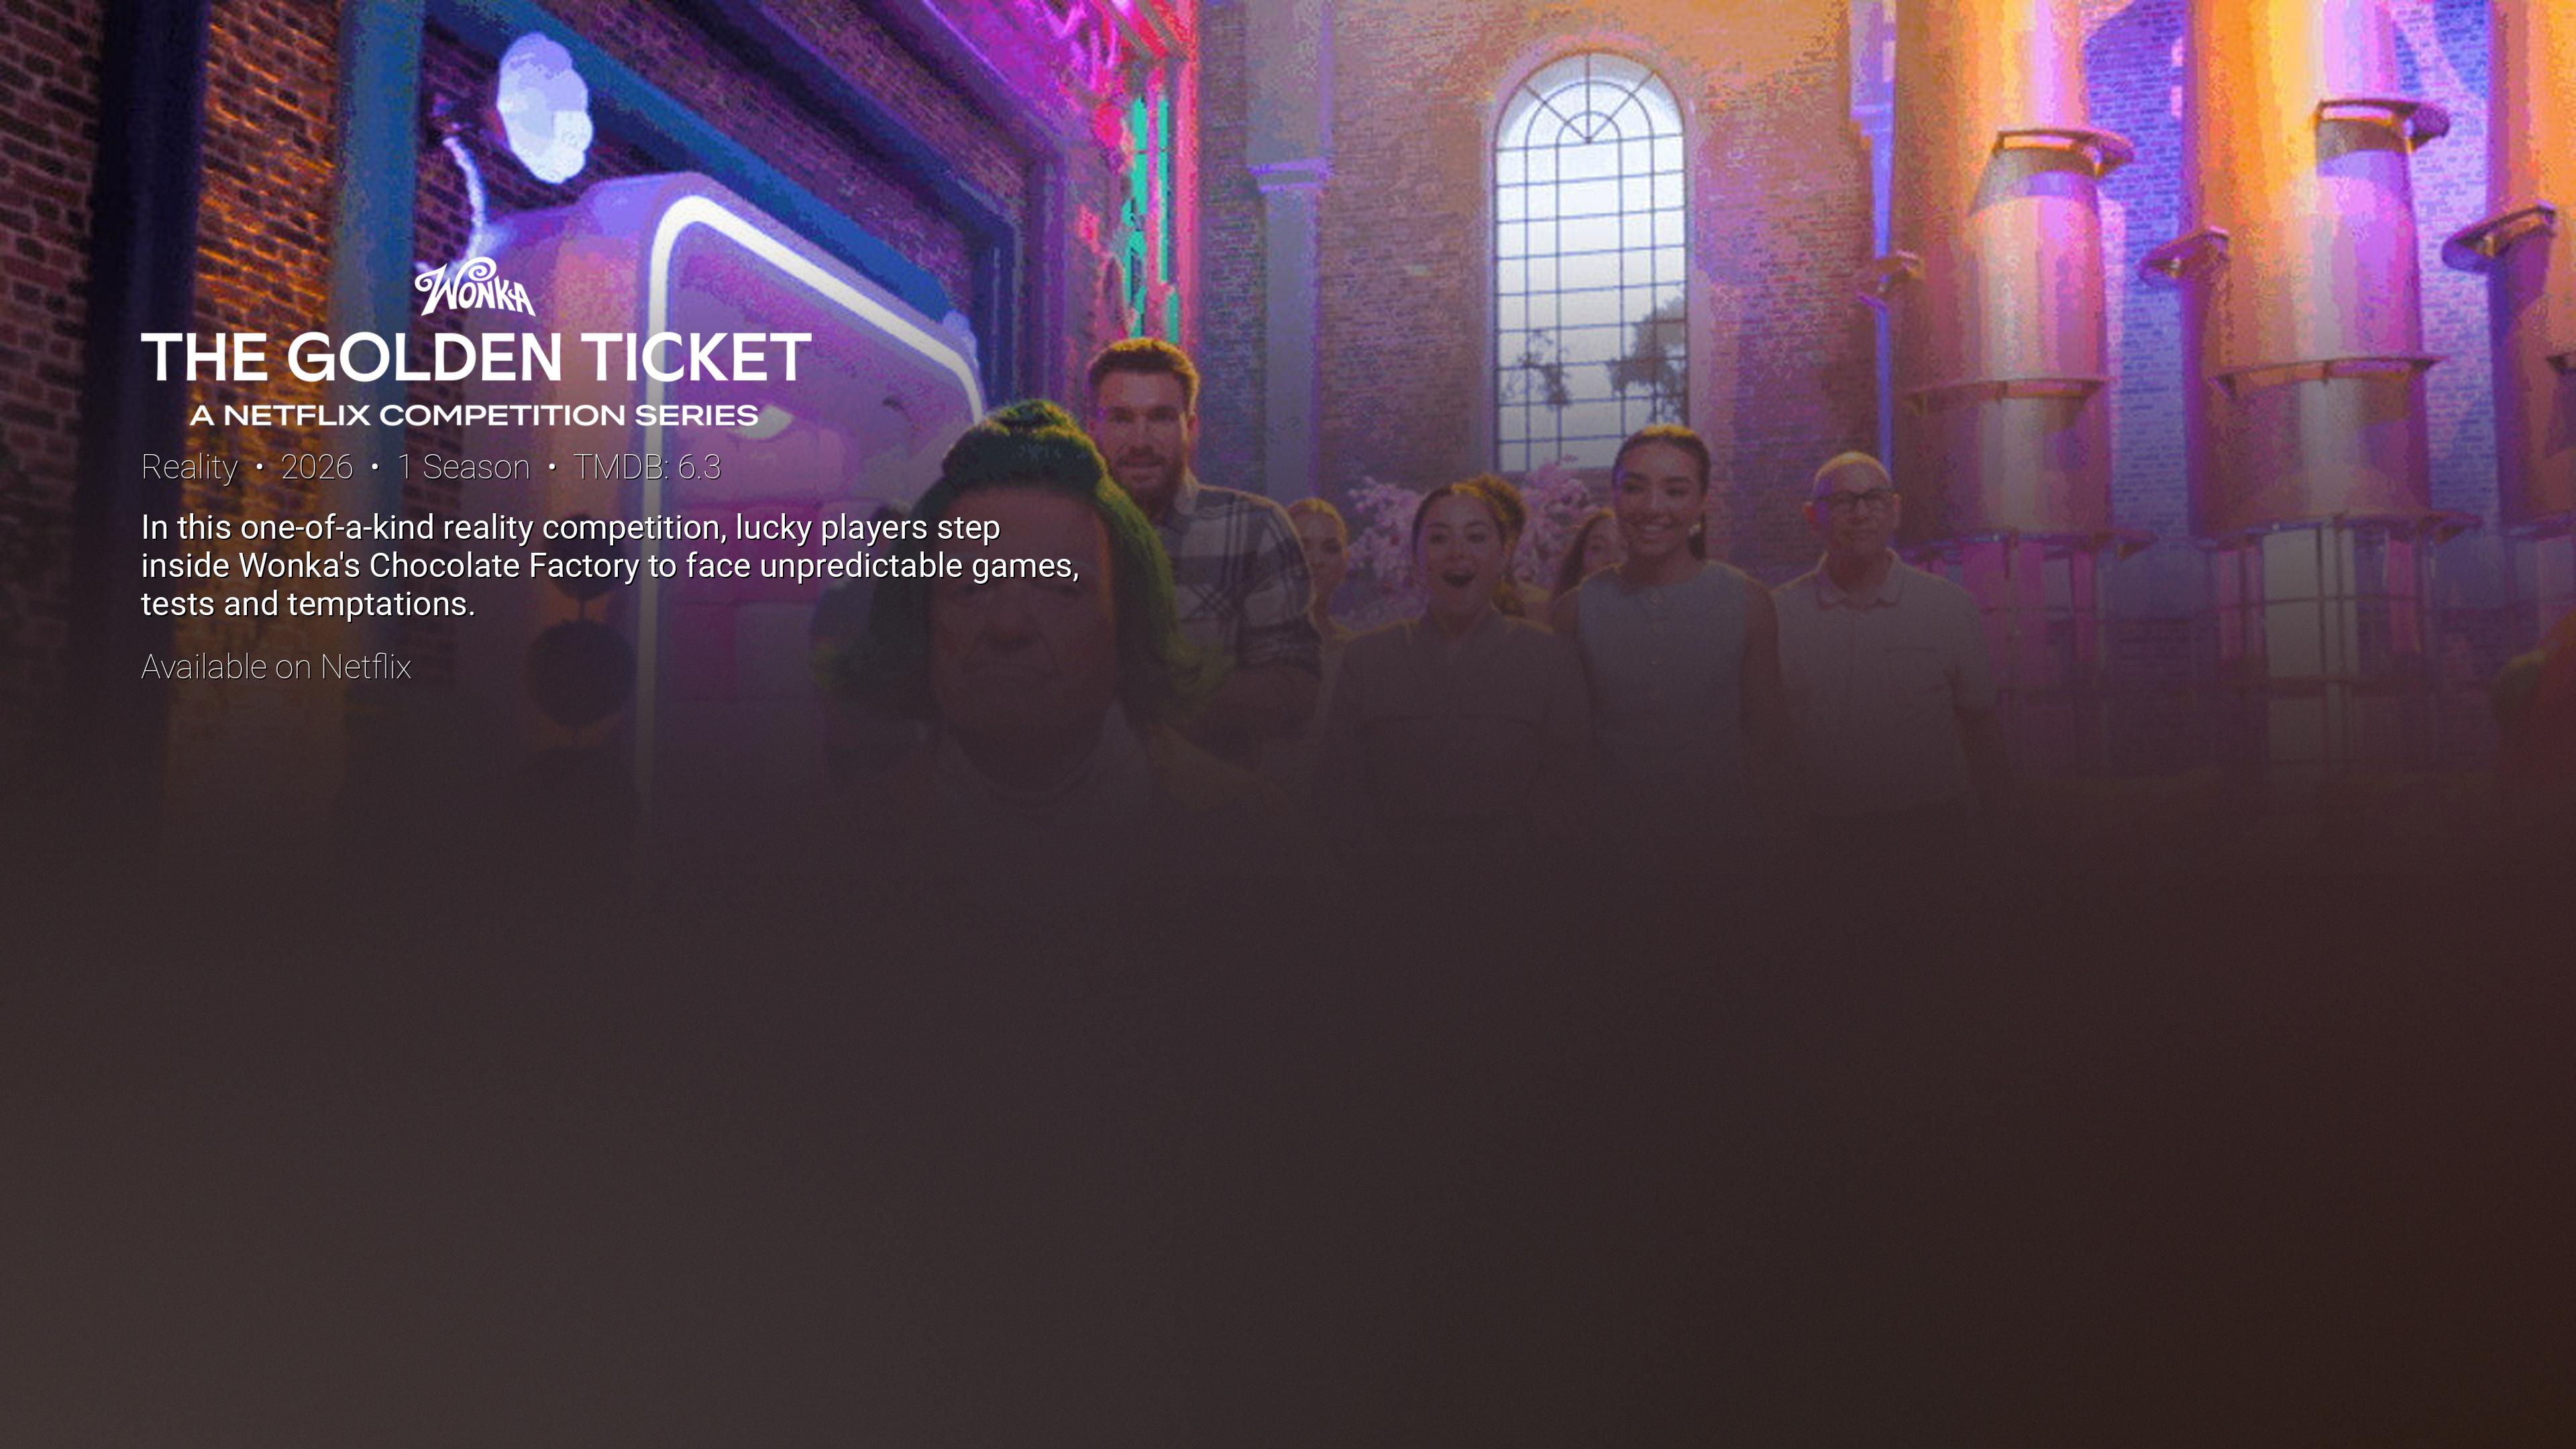 WONKA
THE GOLDEN TICKET
A NETFLIX COMPETITION SERIES
Reality • 2026 • 1 Season • TMDB: 6.3
In this one-of-a-kind reality competition, lucky players step
inside Wonka's Chocolate Factory to face unpredictable games,
tests and temptations.
Available on Netflix